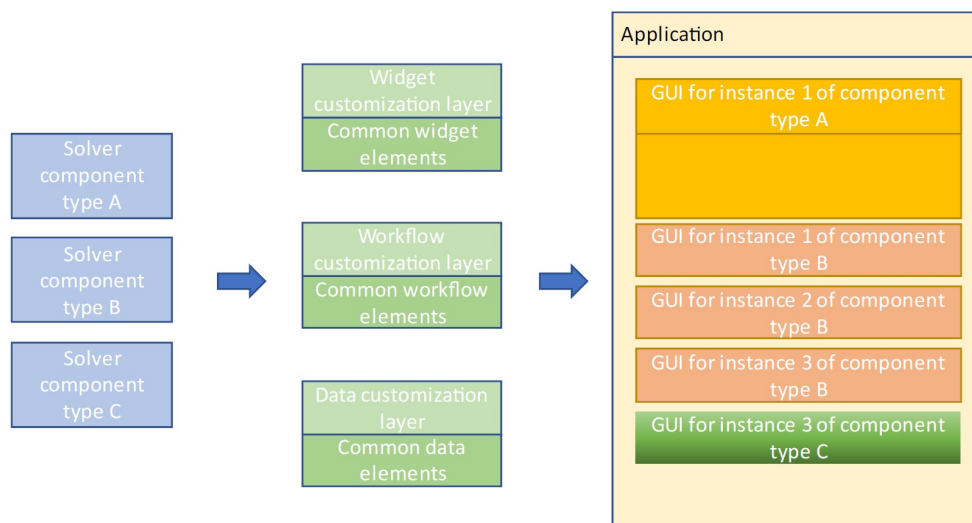 Solver
component
type A
Solver
component
type B
Solver
component
type C
Widget
customization layer
Common widget
elements
Workflow
customization layer
Common workflow
elements
Data customization
layer
Common data
elements
Application
GUI for instance 1 of component
type A
GUI for instance 1 of component
type B
GUI for instance 2 of component
type B
GUI for instance 3 of component
type B
GUI for instance 3 of component
type C